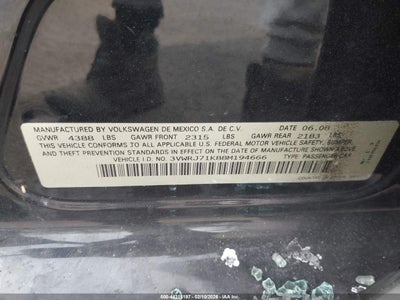 MANUFACTURED BY VOLKSWAGEN DE MEXICO S.A. DE C.V. DATE 06.08
GVWR 4388 LBS GAWR FRONT 2315 LBS GAWR REAR 2183 LBS
THIS VEHICLE CONFORMS TO ALL APPLICABLE U.S. FEDERAL MOTOR VEHICLE SAFETY, BUMPER,
AND THEFT PREVENTION STANDARDS IN EFFECT ON THE DATE OF MANUFACTURE SHOWN ABOVE
VEHICLE I.D. NO. 3VWRJ71K88M194666 TYPE PASSENGER CAR